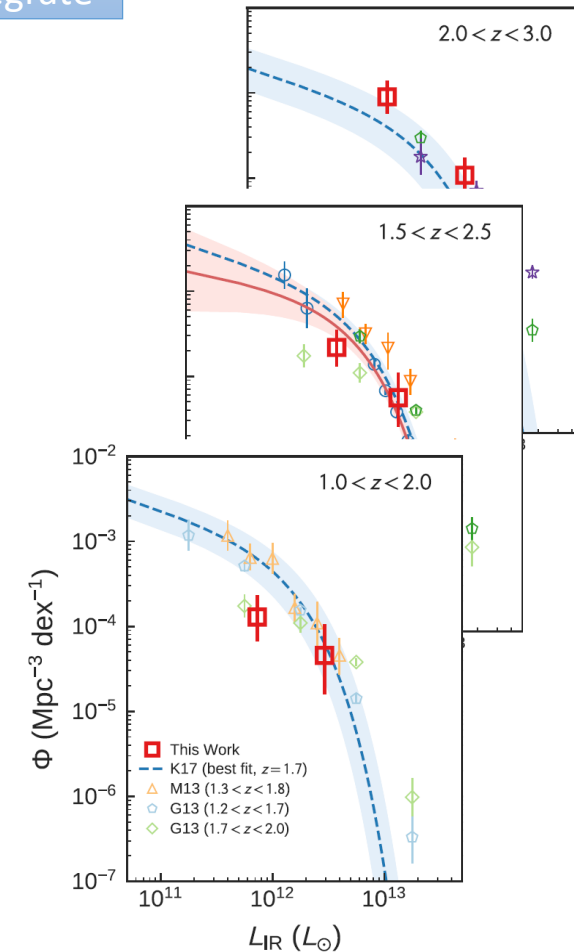 2.0 < z < 3.0
1.5 < z < 2.5
1.0 < z < 2.0
10⁻²
10⁻³
10⁻⁴
10⁻⁵
10⁻⁶
10⁻⁷
Φ (Mpc⁻³ dex⁻¹)
This Work
K17 (best fit, z=1.7)
M13 (1.3<z<1.8)
G13 (1.2<z<1.7)
G13 (1.7<z<2.0)
10¹¹ 10¹² 10¹³
L_IR (L_☉)